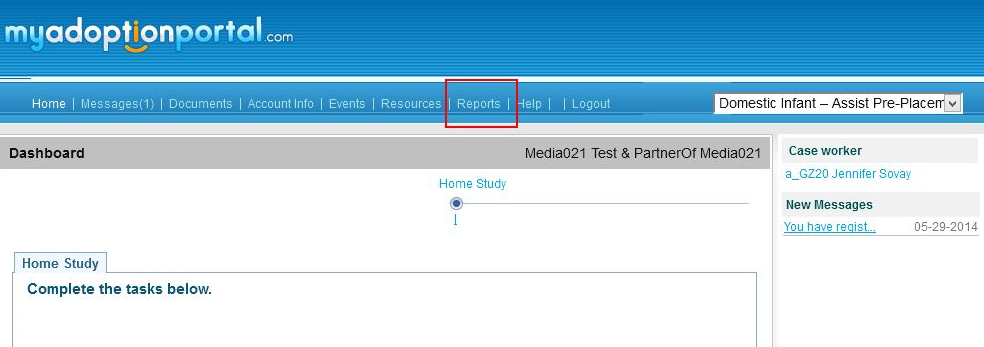 myadoptionportal.com
Home | Messages(1) | Documents | Account Info | Events | Resources | Reports | Help | | Logout
Domestic Infant – Assist Pre-Placem
Dashboard
Media021 Test & PartnerOf Media021
Home Study
Home Study
Complete the tasks below.
Case worker
a_GZ20 Jennifer Sovay
New Messages
You have regist... 05-29-2014